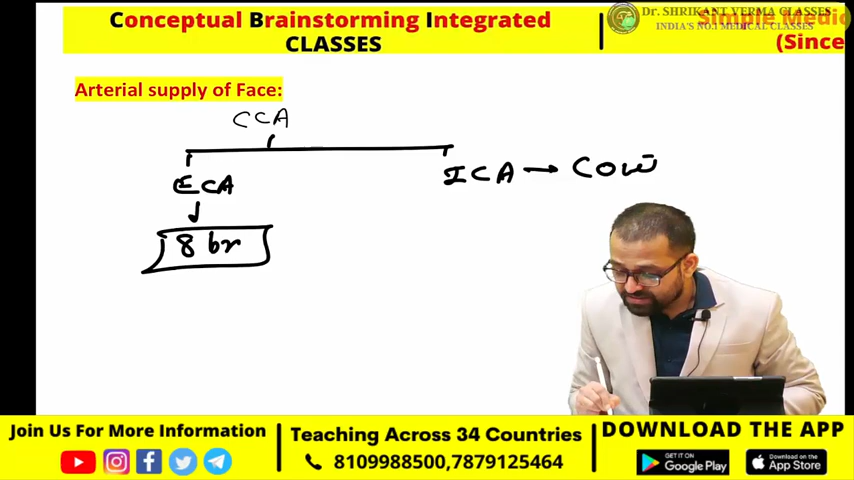 Conceptual Brainstorming Integrated
CLASSES
Simple Medic
(Since
Dr. SHRIKANT VERMA CLASSES
INDIA'S NO.1 MEDICAL CLASSES
Arterial supply of Face:
CCA
ECA
ICA → COW
8 br
Join Us For More Information
Teaching Across 34 Countries
8109988500,7879125464
DOWNLOAD THE APP
GET IT ON
Google Play
Download on the
App Store